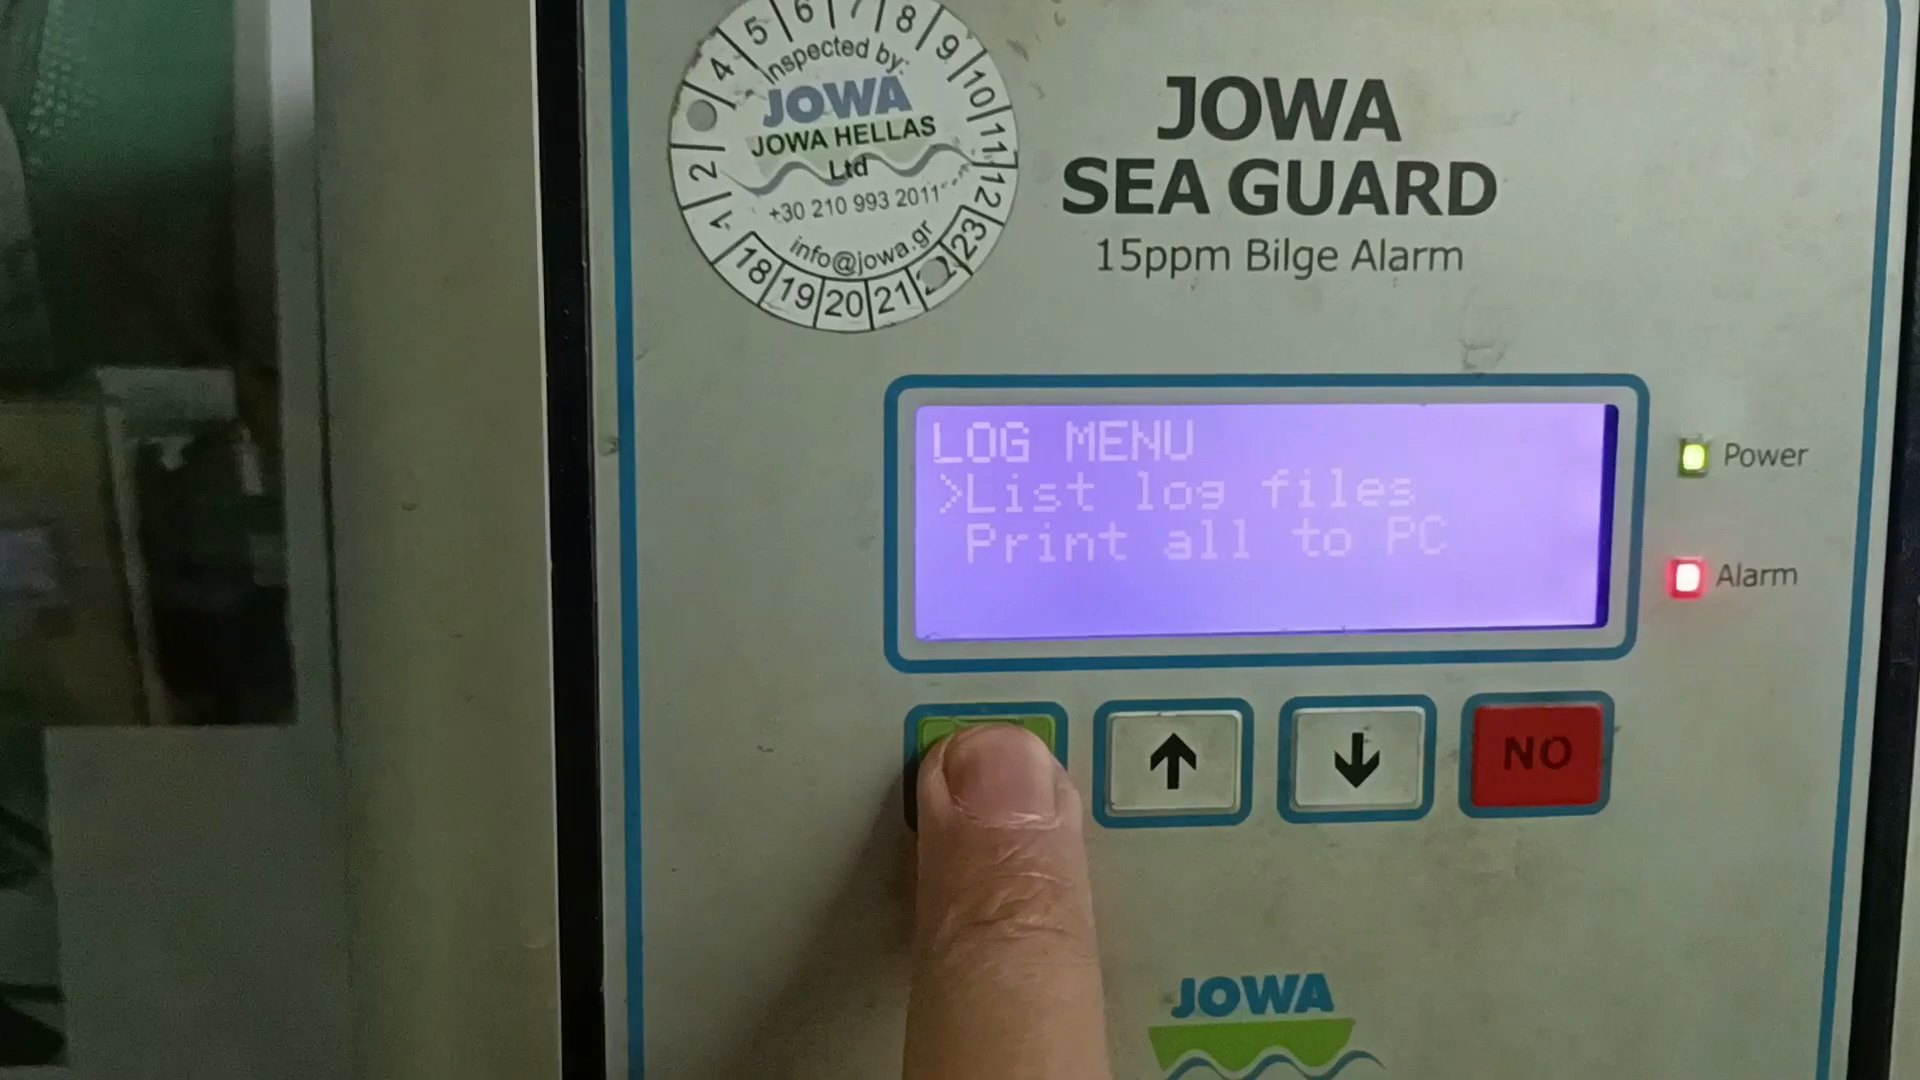 4 5 6 7 8 9 10 11 12
2
1
Inspected by:
JOWA
JOWA HELLAS
Ltd
+30 210 993 2011
info@jowa.gr
18 19 20 21 23
JOWA
SEA GUARD
15ppm Bilge Alarm
LOG MENU
>List log files
Print all to PC
Power
Alarm
↑ ↓ NO
JOWA